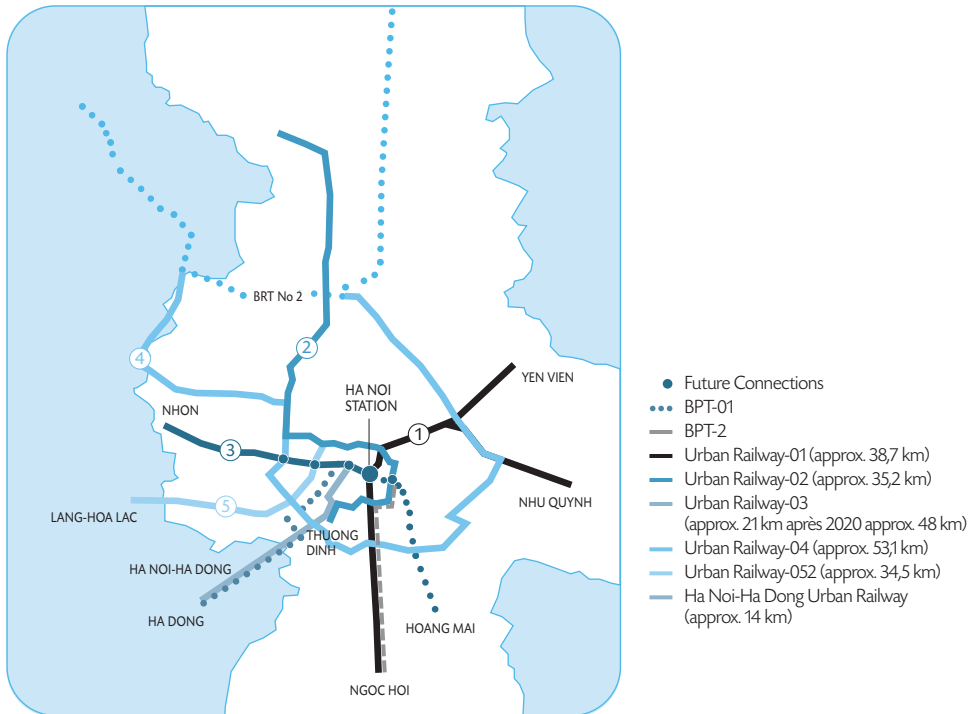 BRT No 2
2
4
HA NOI
STATION
YEN VIEN
NHON
1
3
NHU QUYNH
5
LANG-HOA LAC
THUONG
DINH
HA NOI-HA DONG
HA DONG
HOANG MAI
NGOC HOI
Future Connections
BPT-01
BPT-2
Urban Railway-01 (approx. 38,7 km)
Urban Railway-02 (approx. 35,2 km)
Urban Railway-03
(approx. 21 km après 2020 approx. 48 km)
Urban Railway-04 (approx. 53,1 km)
Urban Railway-052 (approx. 34,5 km)
Ha Noi-Ha Dong Urban Railway
(approx. 14 km)